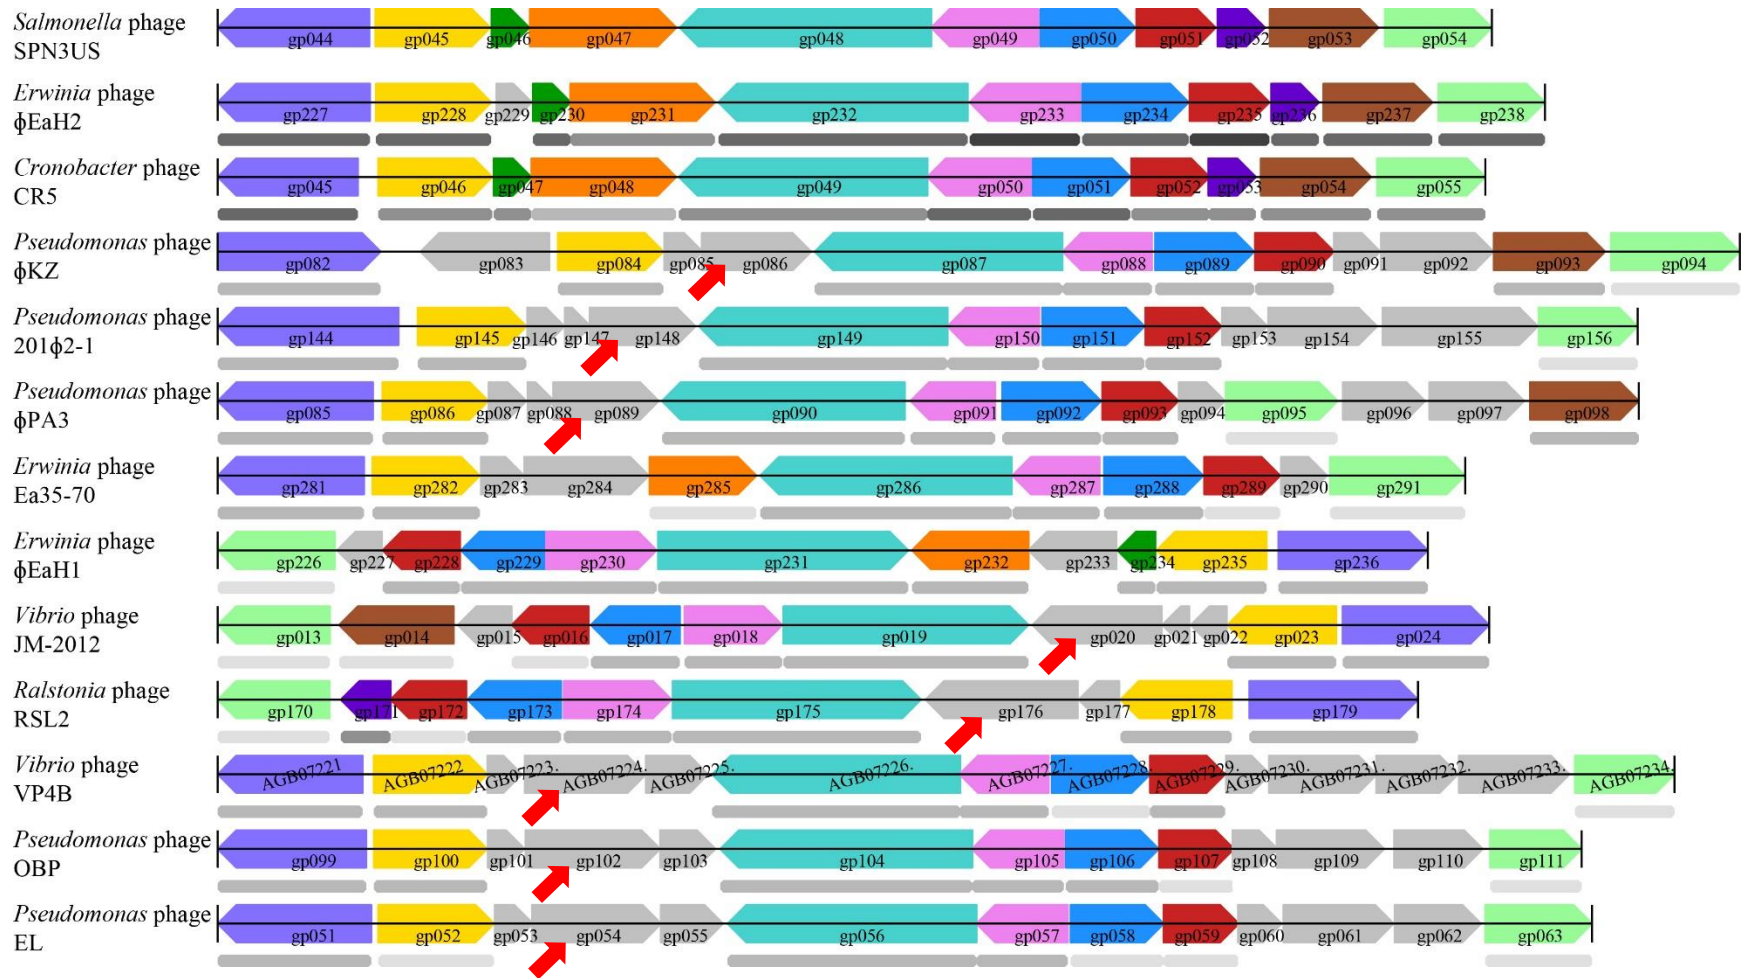 Salmonella phage
SPN3US
gp044 gp045 gp046 gp047 gp048 gp049 gp050 gp051 gp052 gp053 gp054
Erwinia phage
ϕEaH2
gp227 gp228 gp229 gp230 gp231 gp232 gp233 gp234 gp235 gp236 gp237 gp238
Cronobacter phage
CR5
gp045 gp046 gp047 gp048 gp049 gp050 gp051 gp052 gp053 gp054 gp055
Pseudomonas phage
ϕKZ
gp082 gp083 gp084 gp085 gp086 gp087 gp088 gp089 gp090 gp091 gp092 gp093 gp094
Pseudomonas phage
201ϕ2-1
gp144 gp145 gp146 gp147 gp148 gp149 gp150 gp151 gp152 gp153 gp154 gp155 gp156
Pseudomonas phage
ϕPA3
gp085 gp086 gp087 gp088 gp089 gp090 gp091 gp092 gp093 gp094 gp095 gp096 gp097 gp098
Erwinia phage
Ea35-70
gp281 gp282 gp283 gp284 gp285 gp286 gp287 gp288 gp289 gp290 gp291
Erwinia phage
ϕEaH1
gp226 gp227 gp228 gp229 gp230 gp231 gp232 gp233 gp234 gp235 gp236
Vibrio phage
JM-2012
gp013 gp014 gp015 gp016 gp017 gp018 gp019 gp020 gp021 gp022 gp023 gp024
Ralstonia phage
RSL2
gp170 gp171 gp172 gp173 gp174 gp175 gp176 gp177 gp178 gp179
Vibrio phage
VP4B
AGB07221 AGB07222 AGB07223. AGB07224. AGB07225. AGB07226. AGB07227. AGB07228. AGB07229. AGB07230. AGB07231. AGB07232. AGB07233. AGB07234.
Pseudomonas phage
OBP
gp099 gp100 gp101 gp102 gp103 gp104 gp105 gp106 gp107 gp108 gp109 gp110 gp111
Pseudomonas phage
EL
gp051 gp052 gp053 gp054 gp055 gp056 gp057 gp058 gp059 gp060 gp061 gp062 gp063